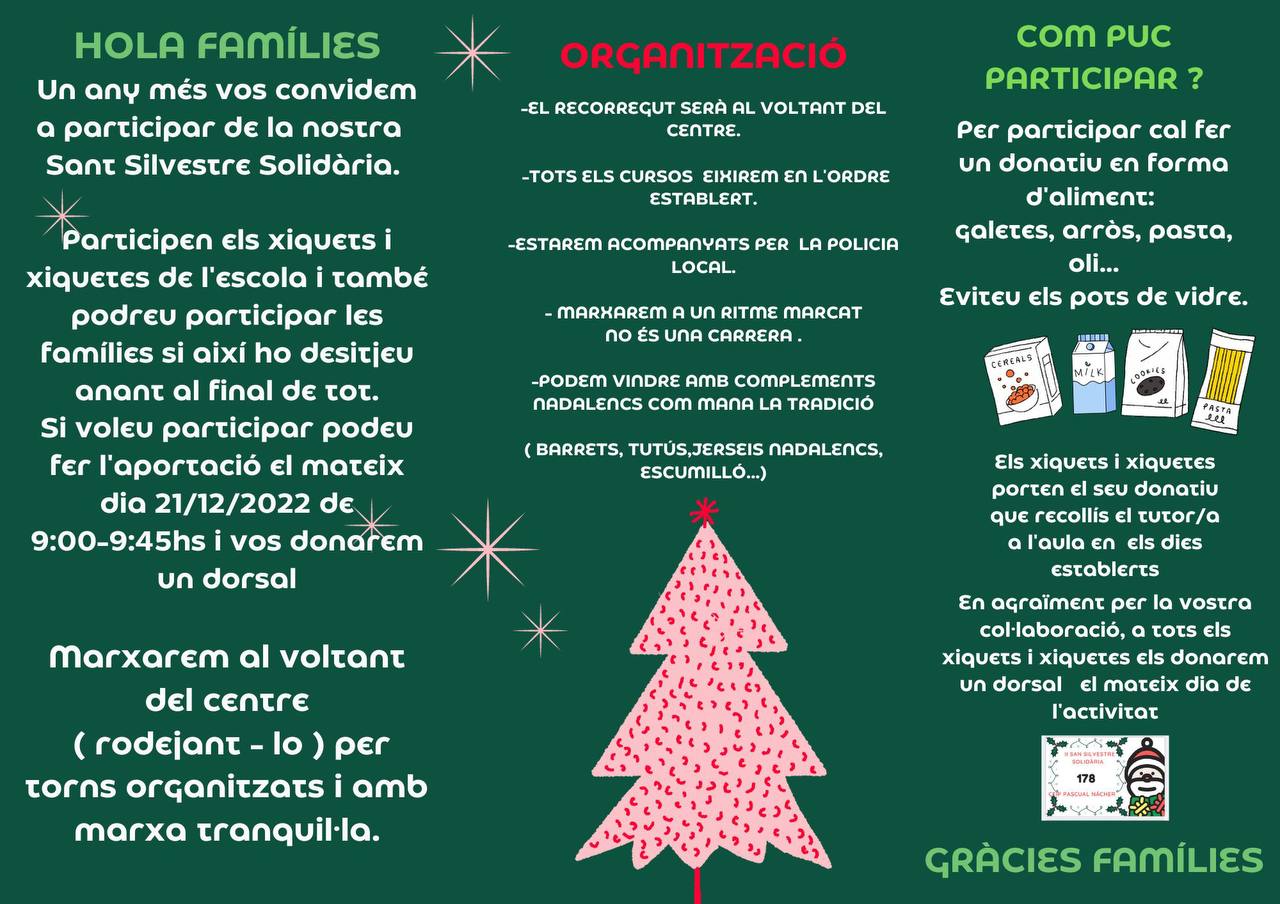 HOLA FAMÍLIES
Un any més vos convidem
a participar de la nostra
Sant Silvestre Solidària.
Participen els xiquets i
xiquetes de l'escola i també
podreu participar les
famílies si així ho desitjeu
anant al final de tot.
Si voleu participar podeu
fer l'aportació el mateix
dia 21/12/2022 de
9:00-9:45hs i vos donarem
un dorsal
Marxarem al voltant
del centre
( rodejant - lo ) per
torns organitzats i amb
marxa tranquil·la.
ORGANITZACIÓ
-EL RECORREGUT SERÀ AL VOLTANT DEL
CENTRE.
-TOTS ELS CURSOS EIXIREM EN L'ORDRE
ESTABLERT.
-ESTAREM ACOMPANYATS PER LA POLICIA
LOCAL.
- MARXAREM A UN RITME MARCAT
NO ÉS UNA CARRERA .
-PODEM VINDRE AMB COMPLEMENTS
NADALENCS COM MANA LA TRADICIÓ
( BARRETS, TUTÚS,JERSEIS NADALENCS,
ESCUMILLÓ...)
COM PUC
PARTICIPAR ?
Per participar cal fer
un donatiu en forma
d'aliment:
galetes, arròs, pasta,
oli...
Eviteu els pots de vidre.
CEREALS
MILK
COOKIES
PASTA
Els xiquets i xiquetes
porten el seu donatiu
que recollís el tutor/a
a l'aula en els dies
establerts
En agraïment per la vostra
col·laboració, a tots els
xiquets i xiquetes els donarem
un dorsal el mateix dia de
l'activitat
II SAN SILVESTRE
SOLIDÀRIA
178
CEIP PASCUAL NÁCHER
GRÀCIES FAMÍLIES